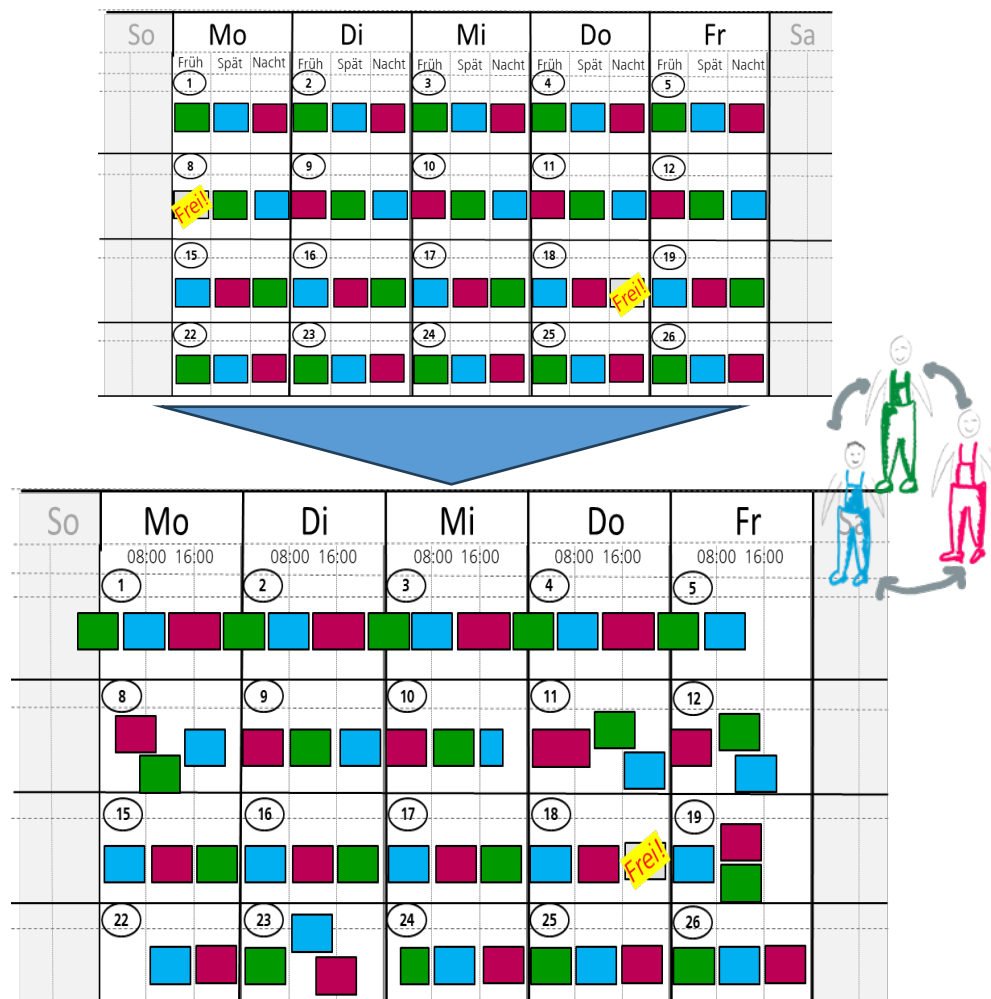 So Mo Di Mi Do Fr Sa
Früh Spät Nacht Früh Spät Nacht Früh Spät Nacht Früh Spät Nacht Früh Spät Nacht
1 2 3 4 5
8 9 10 11 12
Frei!
15 16 17 18 19
Frei!
22 23 24 25 26
So Mo Di Mi Do Fr Sa
08:00 16:00 08:00 16:00 08:00 16:00 08:00 16:00 08:00 16:00
1 2 3 4 5
8 9 10 11 12
15 16 17 18 19
Frei!
22 23 24 25 26